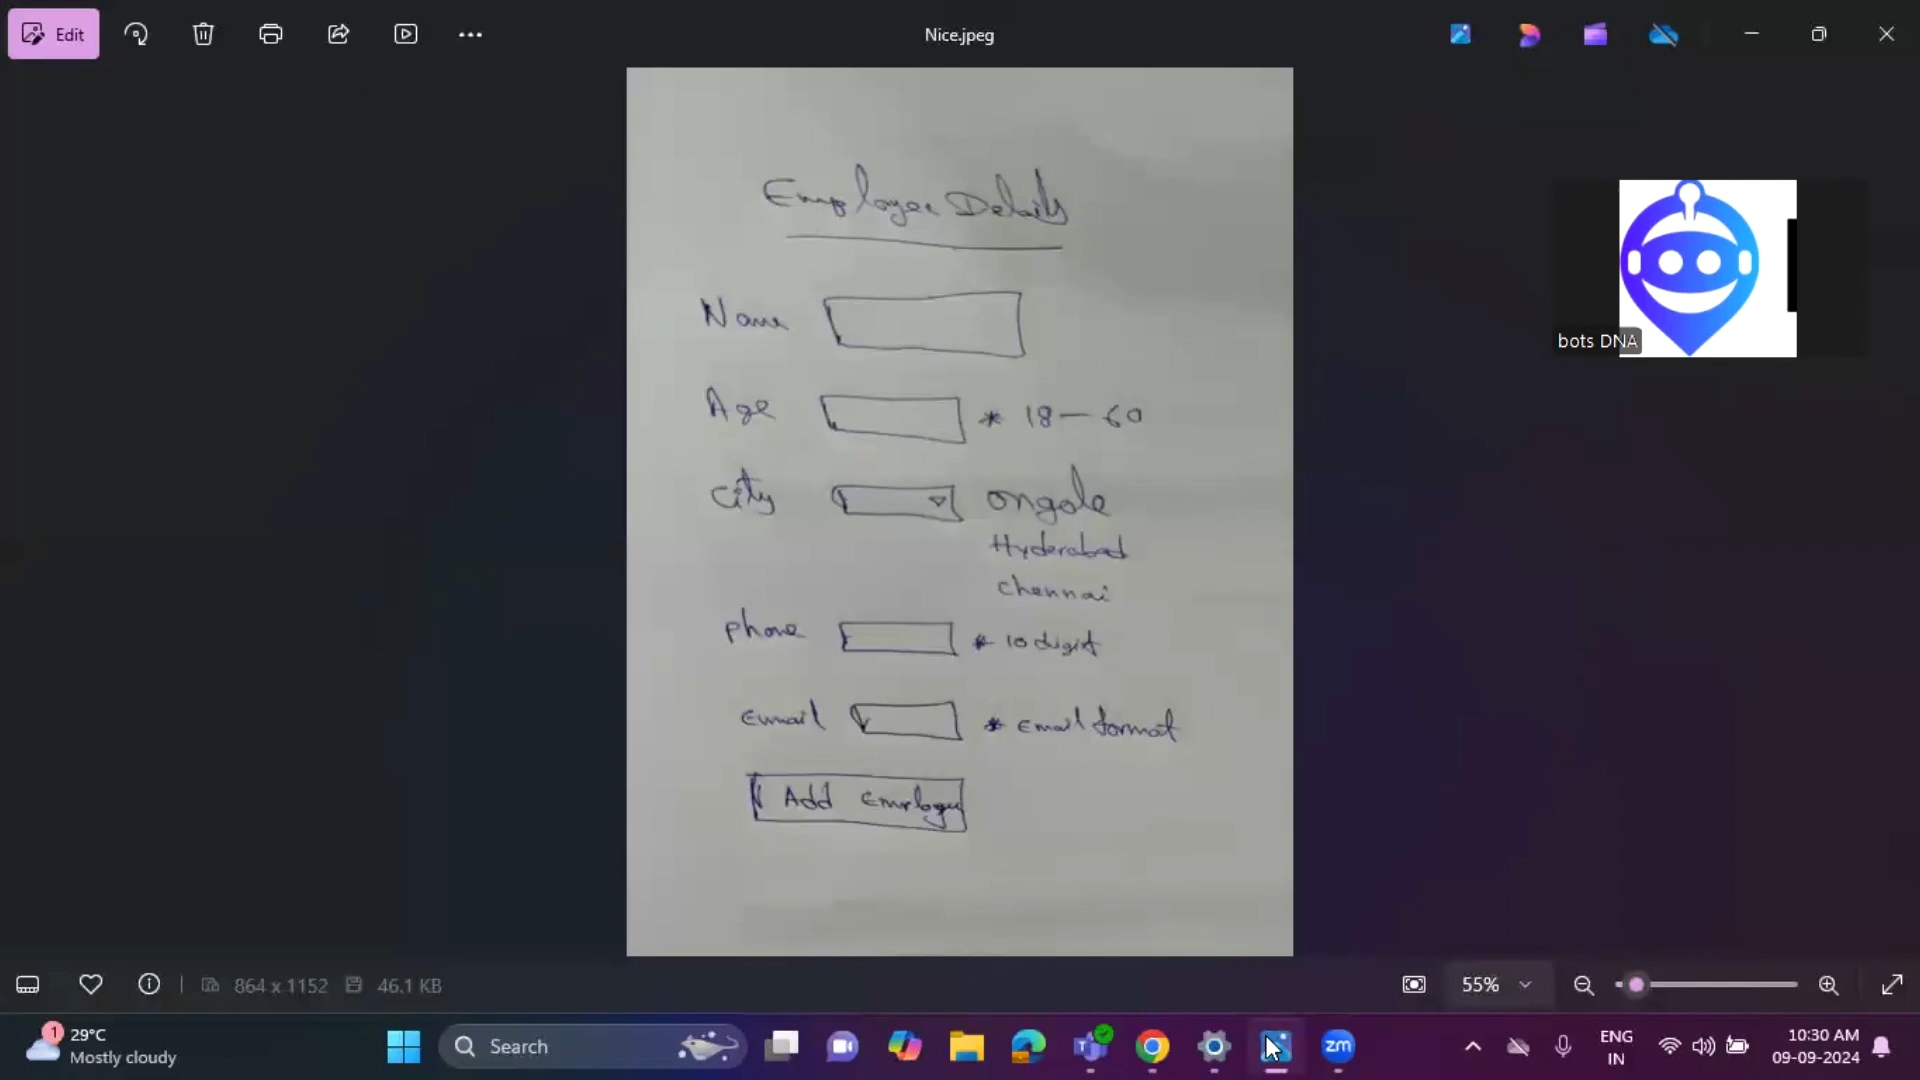 Edit
Nice.jpeg
Employee Details
Name
Age * 18 - 60
City ongole
Hyderabad
chennai
phone * 10 digit
Email * Email format
Add Employee
bots DNA
864 x 1152 46.1 KB
55%
1 29°C
Mostly cloudy
Search
zm
ENG
IN
10:30 AM
09-09-2024